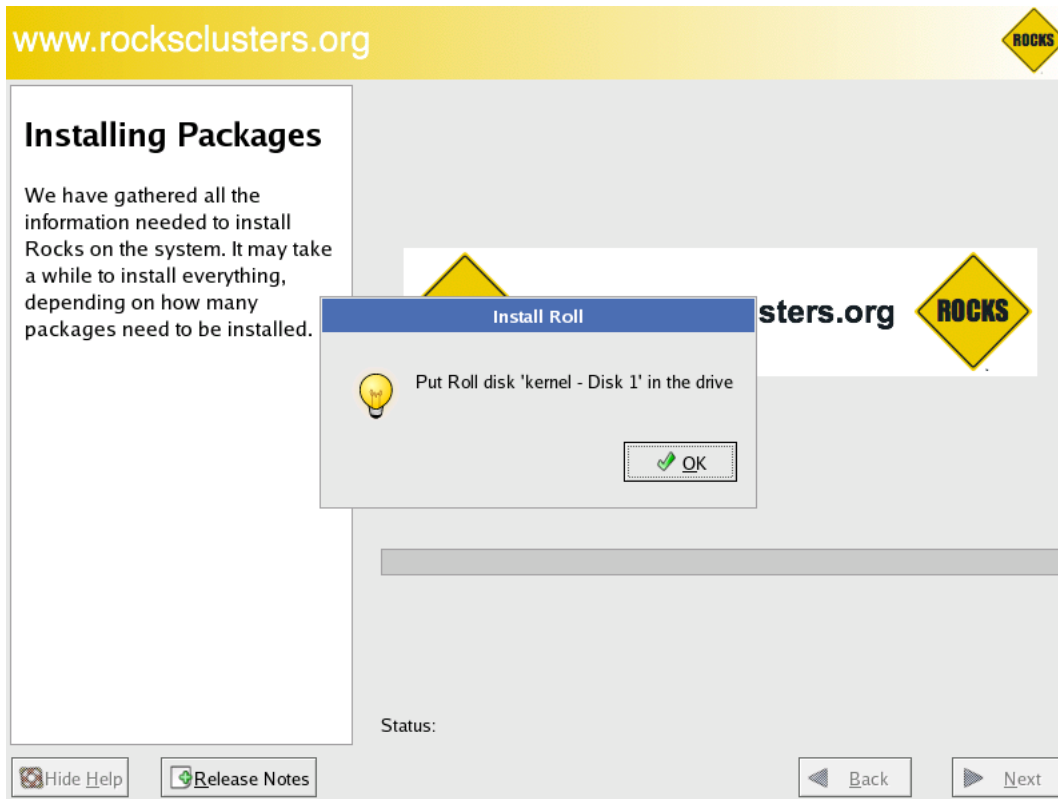 www.rocksclusters.org
ROCKS
Installing Packages
We have gathered all the
information needed to install
Rocks on the system. It may take
a while to install everything,
depending on how many
packages need to be installed.
sters.org
ROCKS
Install Roll
Put Roll disk 'kernel - Disk 1' in the drive
OK
Status:
Hide Help
Release Notes
Back
Next